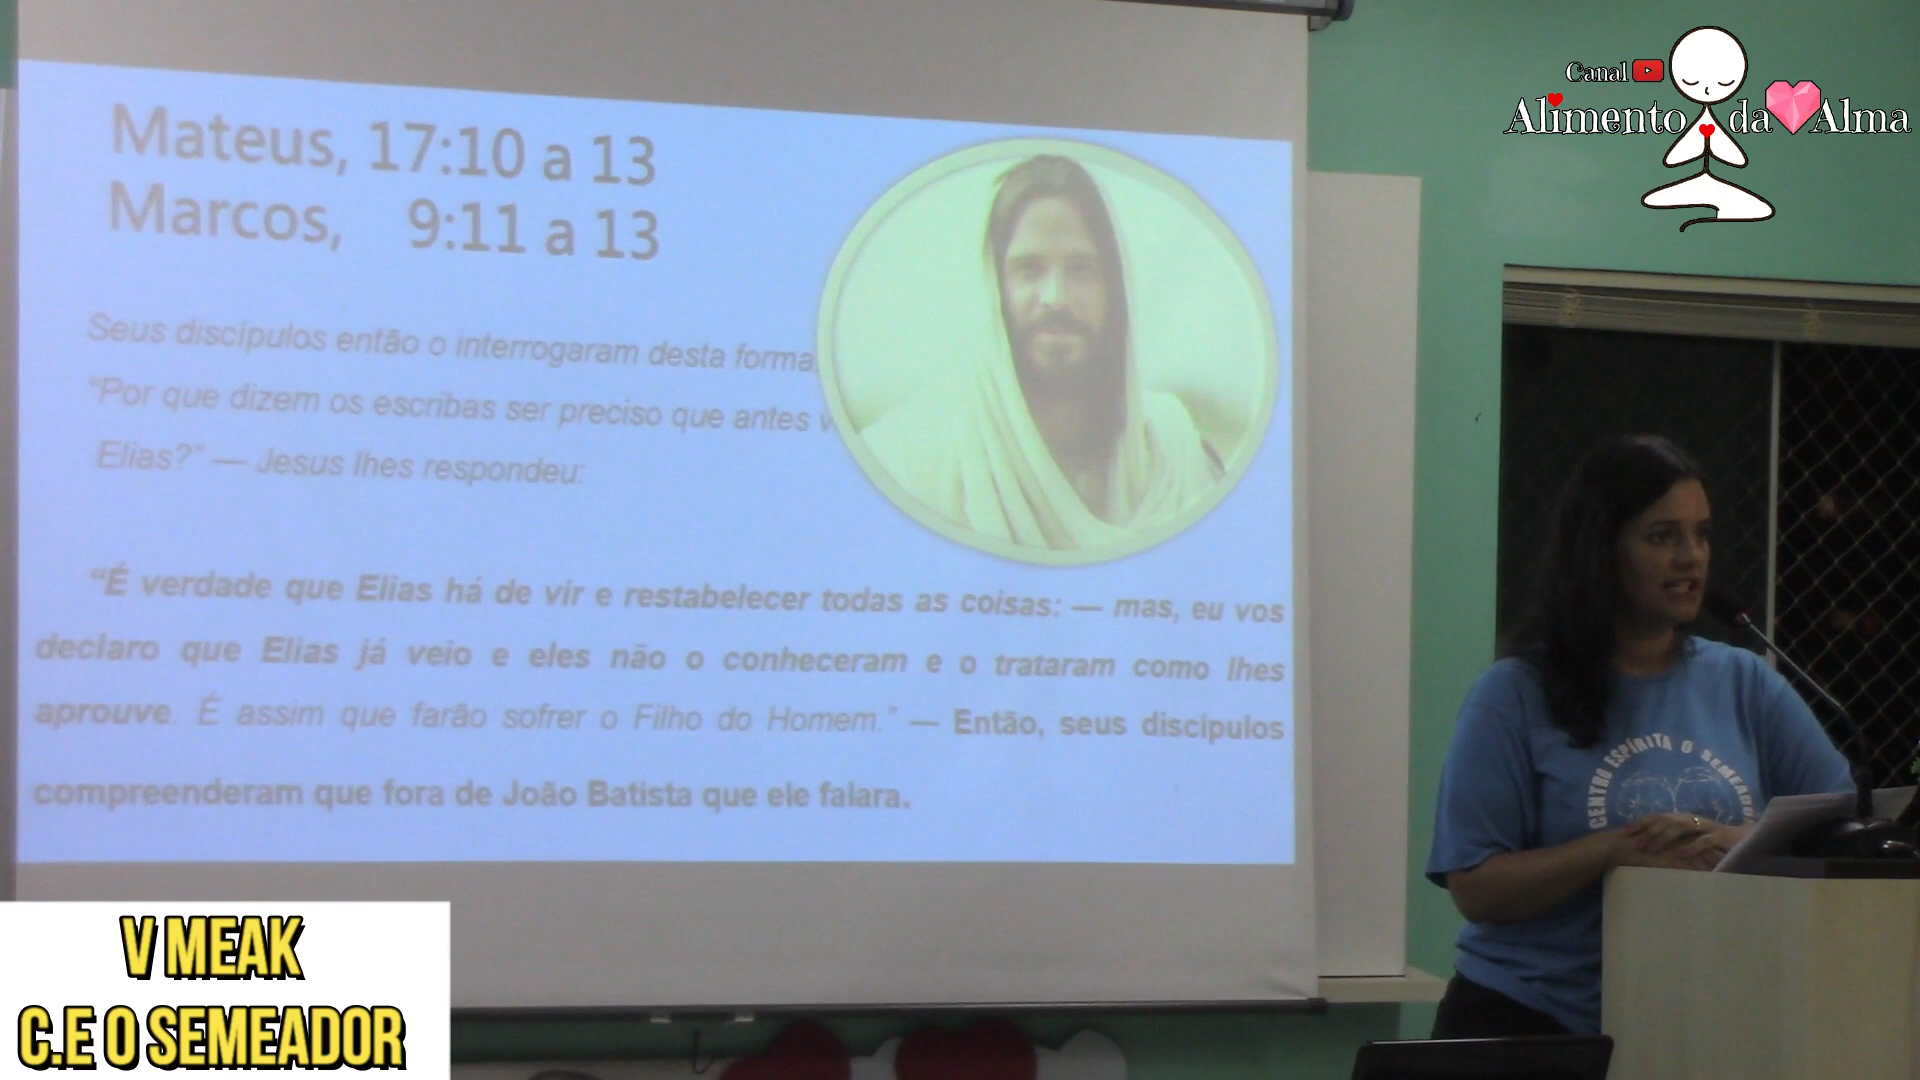 Mateus, 17:10 a 13
Marcos, 9:11 a 13
Seus discípulos então o interrogaram desta forma:
“Por que dizem os escribas ser preciso que antes v
Elias?” — Jesus lhes respondeu:
“É verdade que Elias há de vir e restabelecer todas as coisas: — mas, eu vos
declaro que Elias já veio e eles não o conheceram e o trataram como lhes
aprouve. É assim que farão sofrer o Filho do Homem.” — Então, seus discípulos
compreenderam que fora de João Batista que ele falara.
Canal
Alimento da Alma
CENTRO ESPÍRITA O SEMEADOR
V MEAK
C.E O SEMEADOR